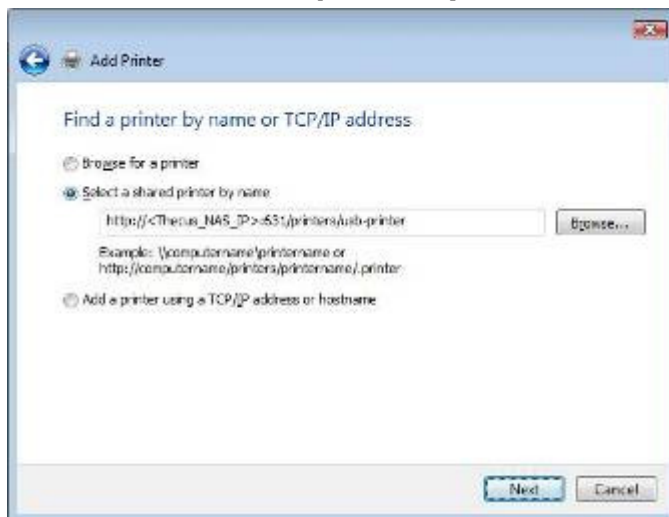 Add Printer
Find a printer by name or TCP/IP address
Browse for a printer
Select a shared printer by name
http://<Thecus_NAS_IP>:631/printers/usb-printer
Browse...
Example: \\computername\printername or
http://computername/printers/printername/.printer
Add a printer using a TCP/IP address or hostname
Next
Cancel